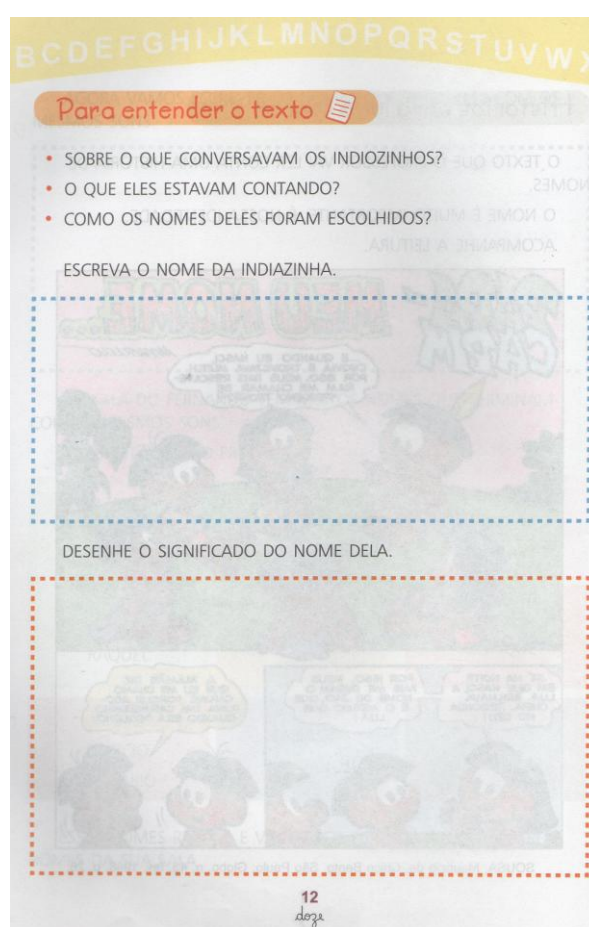 BCDEFGHIJKLMNOPQRSTUVWX
Para entender o texto
• SOBRE O QUE CONVERSAVAM OS INDIOZINHOS?
• O QUE ELES ESTAVAM CONTANDO?
• COMO OS NOMES DELES FORAM ESCOLHIDOS?
ESCREVA O NOME DA INDIAZINHA.
DESENHE O SIGNIFICADO DO NOME DELA.
12
doze